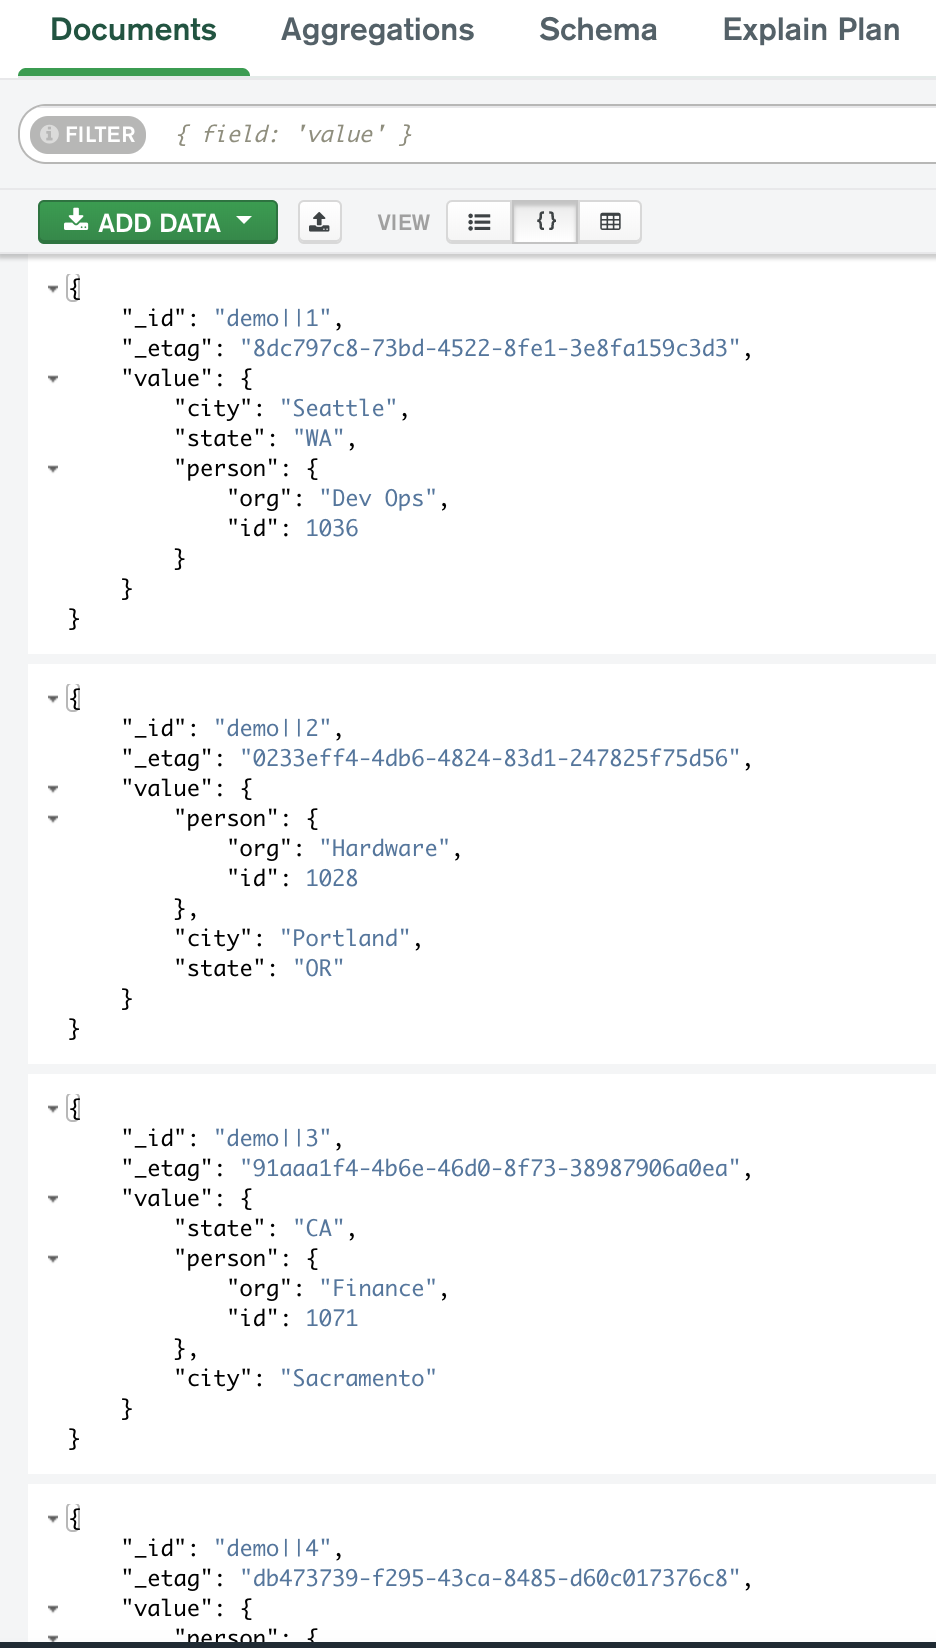 Documents Aggregations Schema Explain Plan
FILTER { field: 'value' }
ADD DATA VIEW { }
{
"_id": "demo||1",
"_etag": "8dc797c8-73bd-4522-8fe1-3e8fa159c3d3",
"value": {
"city": "Seattle",
"state": "WA",
"person": {
"org": "Dev Ops",
"id": 1036
}
}
}
{
"_id": "demo||2",
"_etag": "0233eff4-4db6-4824-83d1-247825f75d56",
"value": {
"person": {
"org": "Hardware",
"id": 1028
},
"city": "Portland",
"state": "OR"
}
}
{
"_id": "demo||3",
"_etag": "91aaa1f4-4b6e-46d0-8f73-38987906a0ea",
"value": {
"state": "CA",
"person": {
"org": "Finance",
"id": 1071
},
"city": "Sacramento"
}
}
{
"_id": "demo||4",
"_etag": "db473739-f295-43ca-8485-d60c017376c8",
"value": {
"person": {